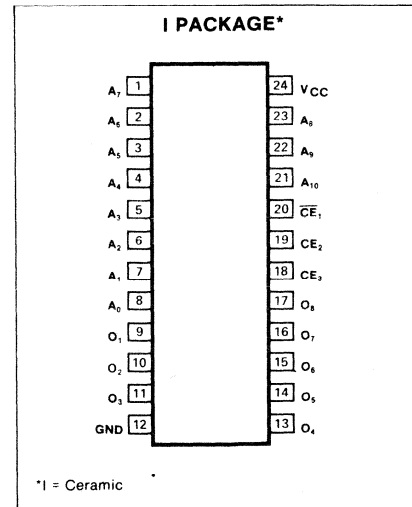 I PACKAGE*
A₇ 1 24 VCC
A₆ 2 23 A₈
A₅ 3 22 A₉
A₄ 4 21 A₁₀
A₃ 5 20 C̅E̅₁
A₂ 6 19 CE₂
A₁ 7 18 CE₃
A₀ 8 17 O₈
O₁ 9 16 O₇
O₂ 10 15 O₆
O₃ 11 14 O₅
GND 12 13 O₄
*I = Ceramic